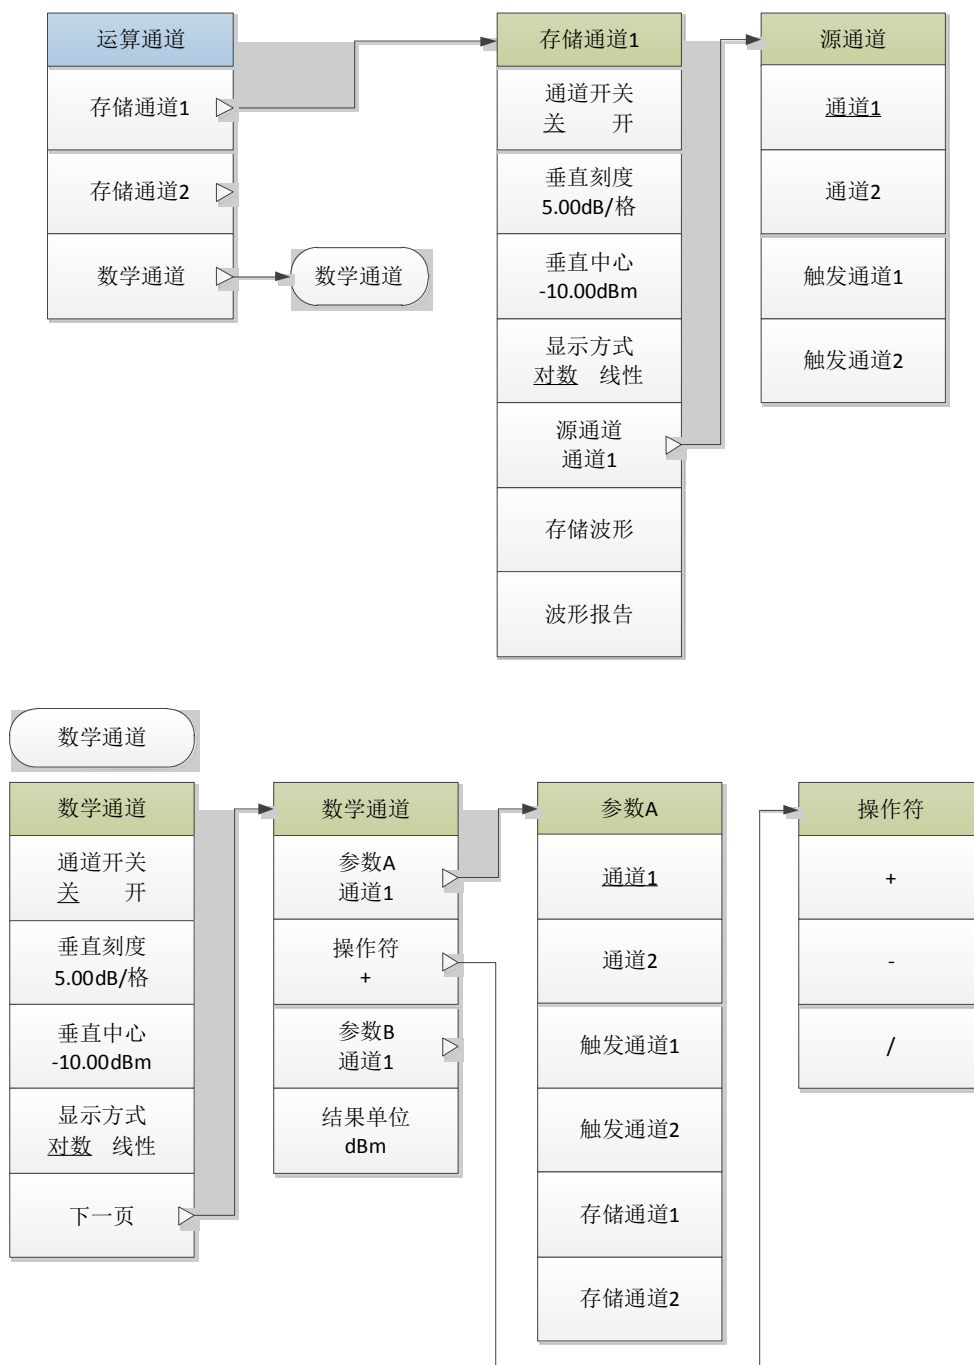 运算通道
存储通道1
存储通道2
数学通道
数学通道
存储通道1
通道开关
关 开
垂直刻度
5.00dB/格
垂直中心
-10.00dBm
显示方式
对数 线性
源通道
通道1
存储波形
波形报告
源通道
通道1
通道2
触发通道1
触发通道2
数学通道
数学通道
通道开关
关 开
垂直刻度
5.00dB/格
垂直中心
-10.00dBm
显示方式
对数 线性
下一页
数学通道
参数A
通道1
操作符
+
参数B
通道1
结果单位
dBm
参数A
通道1
通道2
触发通道1
触发通道2
存储通道1
存储通道2
操作符
+
-
/